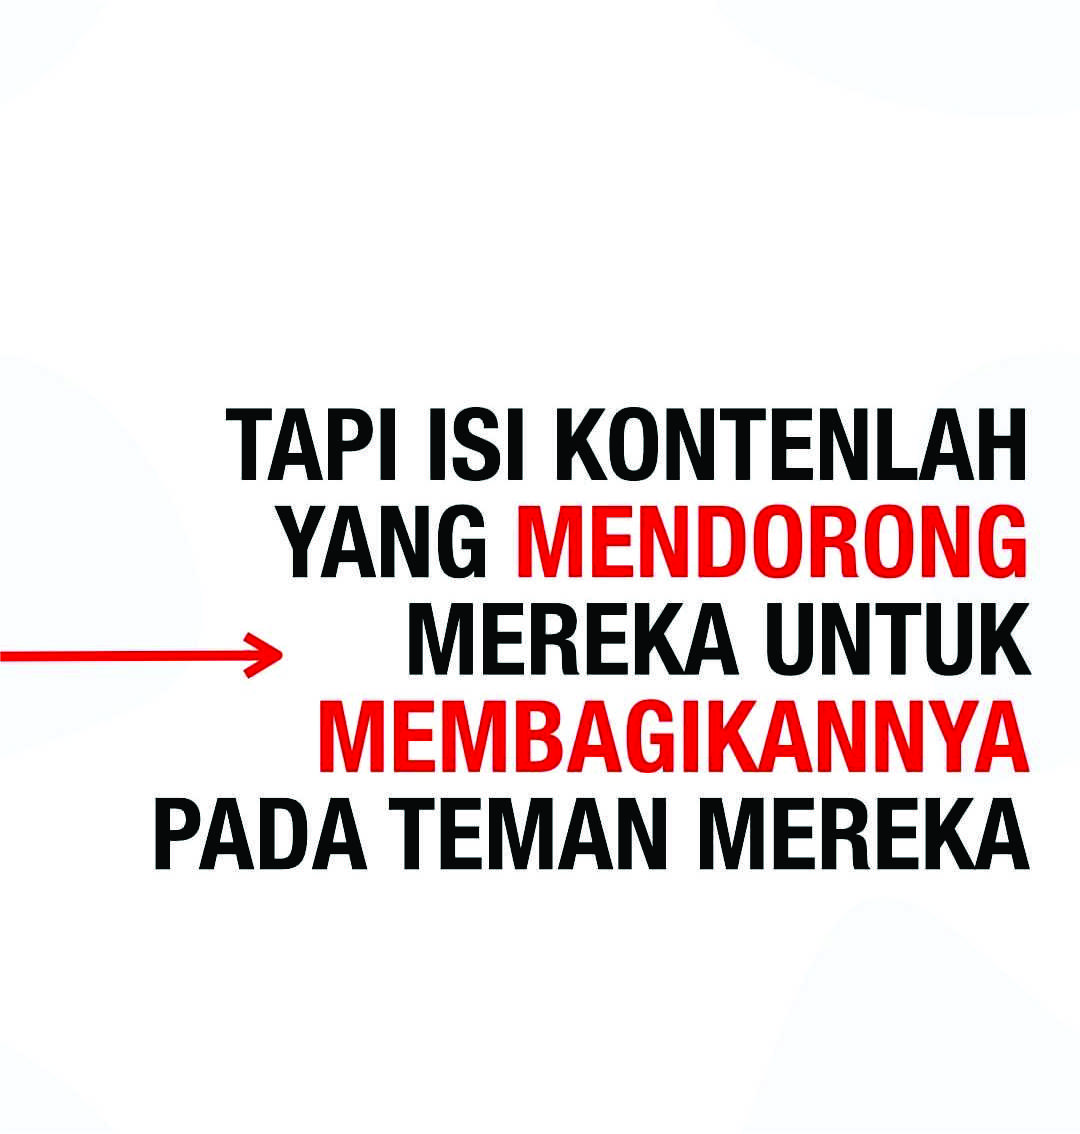 TAPI ISI KONTENLAH
YANG MENDORONG
MEREKA UNTUK
MEMBAGIKANNYA
PADA TEMAN MEREKA